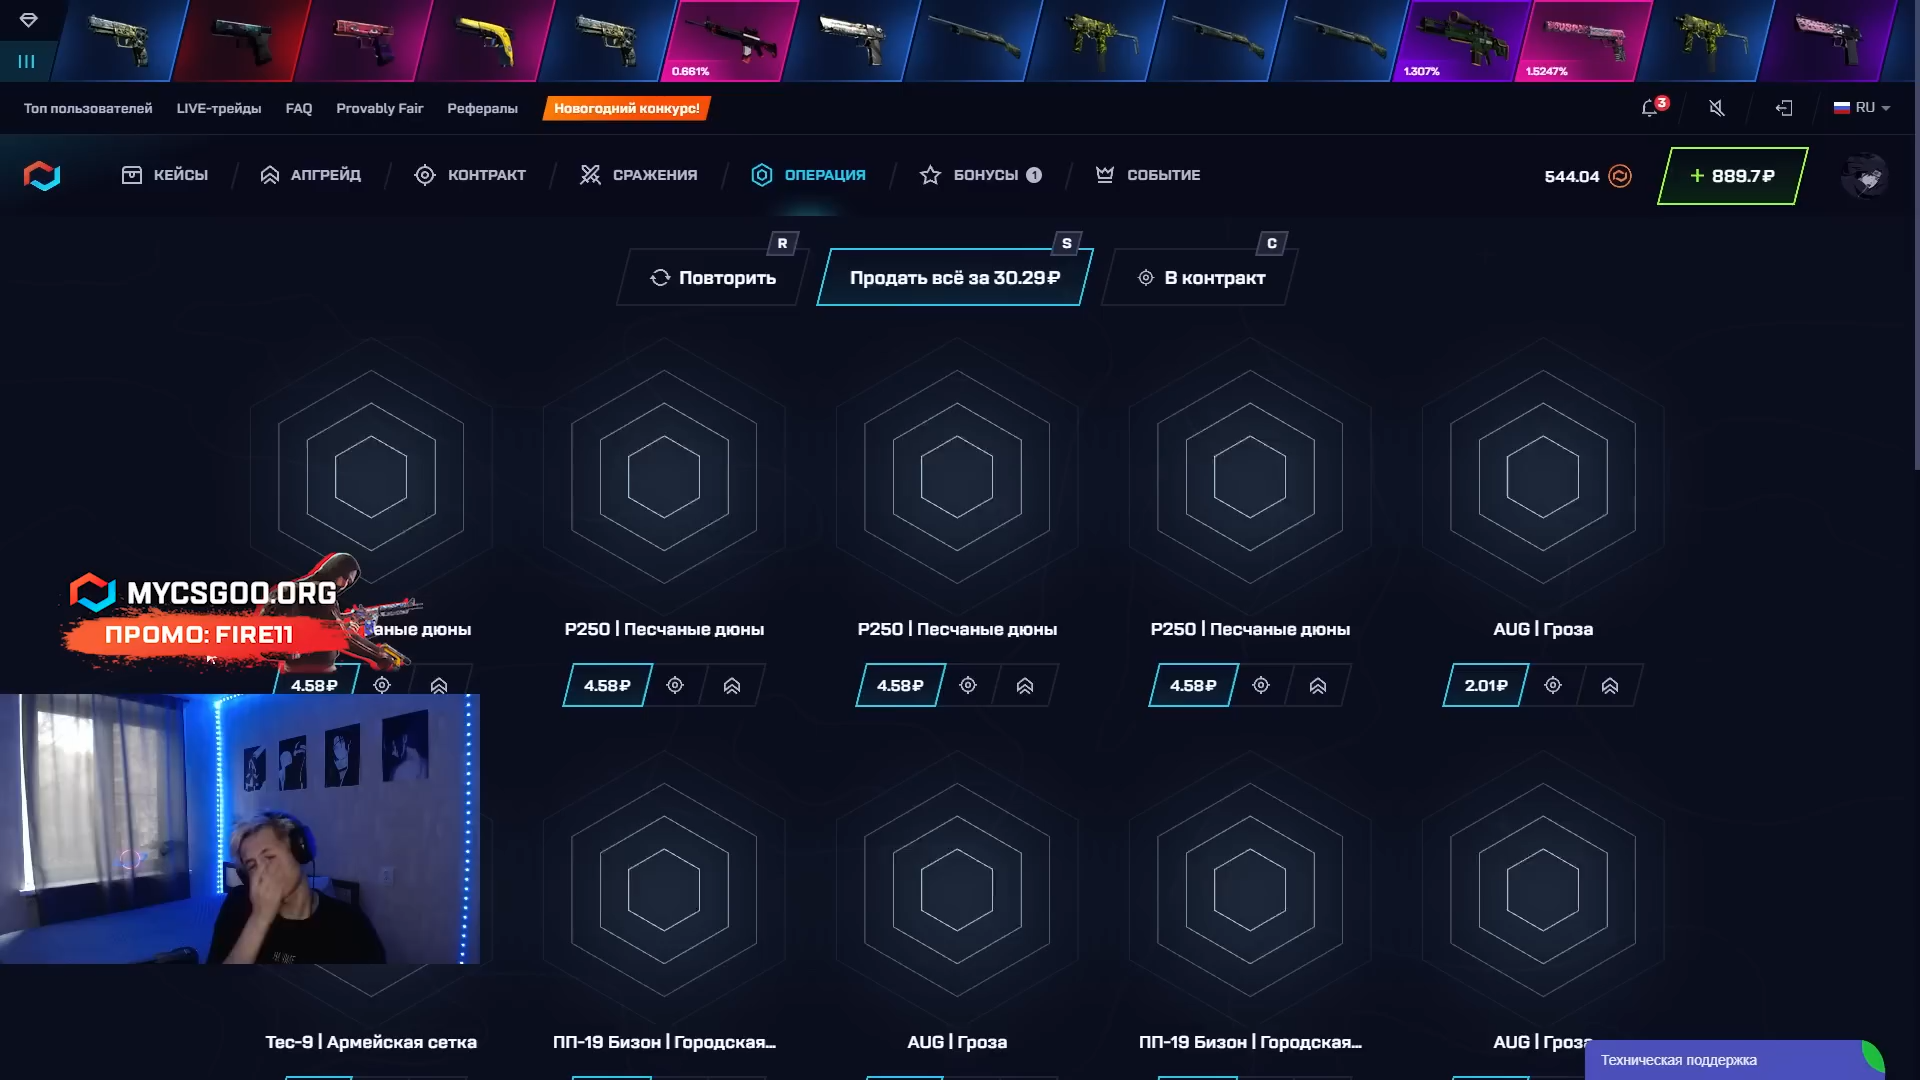 0.661%
1.307%
1.5247%
Топ пользователей
LIVE-трейды
FAQ
Provably Fair
Рефералы
Новогодний конкурс!
3
RU
КЕЙСЫ
АПГРЕЙД
КОНТРАКТ
СРАЖЕНИЯ
ОПЕРАЦИЯ
БОНУСЫ 1
СОБЫТИЕ
544.04
+ 889.7₽
R
S
C
Повторить
Продать всё за 30.29₽
В контракт
MYCSGOO.ORG
ПРОМО: FIRE11
аные дюны
P250 | Песчаные дюны
P250 | Песчаные дюны
P250 | Песчаные дюны
AUG | Гроза
4.58₽
4.58₽
4.58₽
4.58₽
2.01₽
Tec-9 | Армейская сетка
ПП-19 Бизон | Городская...
AUG | Гроза
ПП-19 Бизон | Городская...
AUG | Гроза
Техническая поддержка